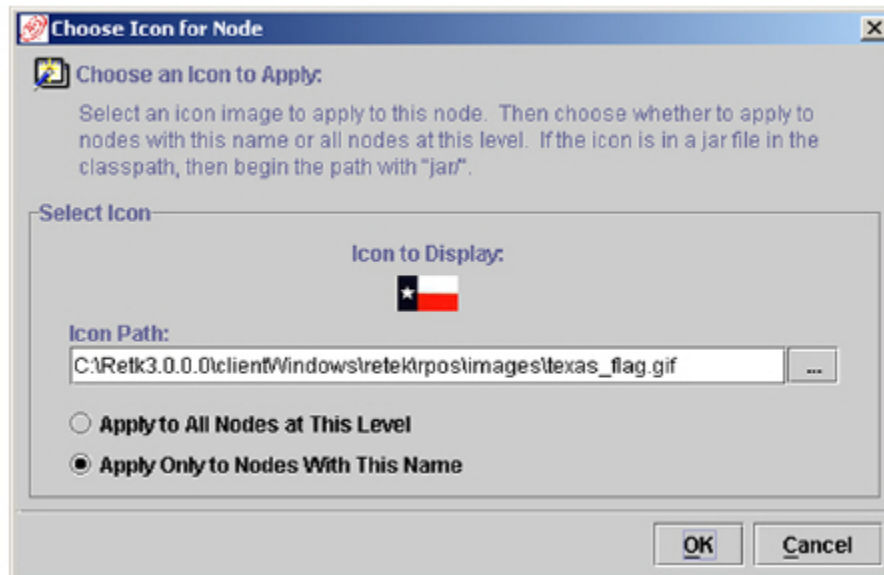 Choose Icon for Node
Choose an Icon to Apply:
Select an icon image to apply to this node. Then choose whether to apply to
nodes with this name or all nodes at this level. If the icon is in a jar file in the
classpath, then begin the path with "jar/".
Select Icon
Icon to Display:
Icon Path:
C:\Retk3.0.0.0\clientWindows\retek\rpos\images\texas_flag.gif
...
Apply to All Nodes at This Level
Apply Only to Nodes With This Name
OK Cancel